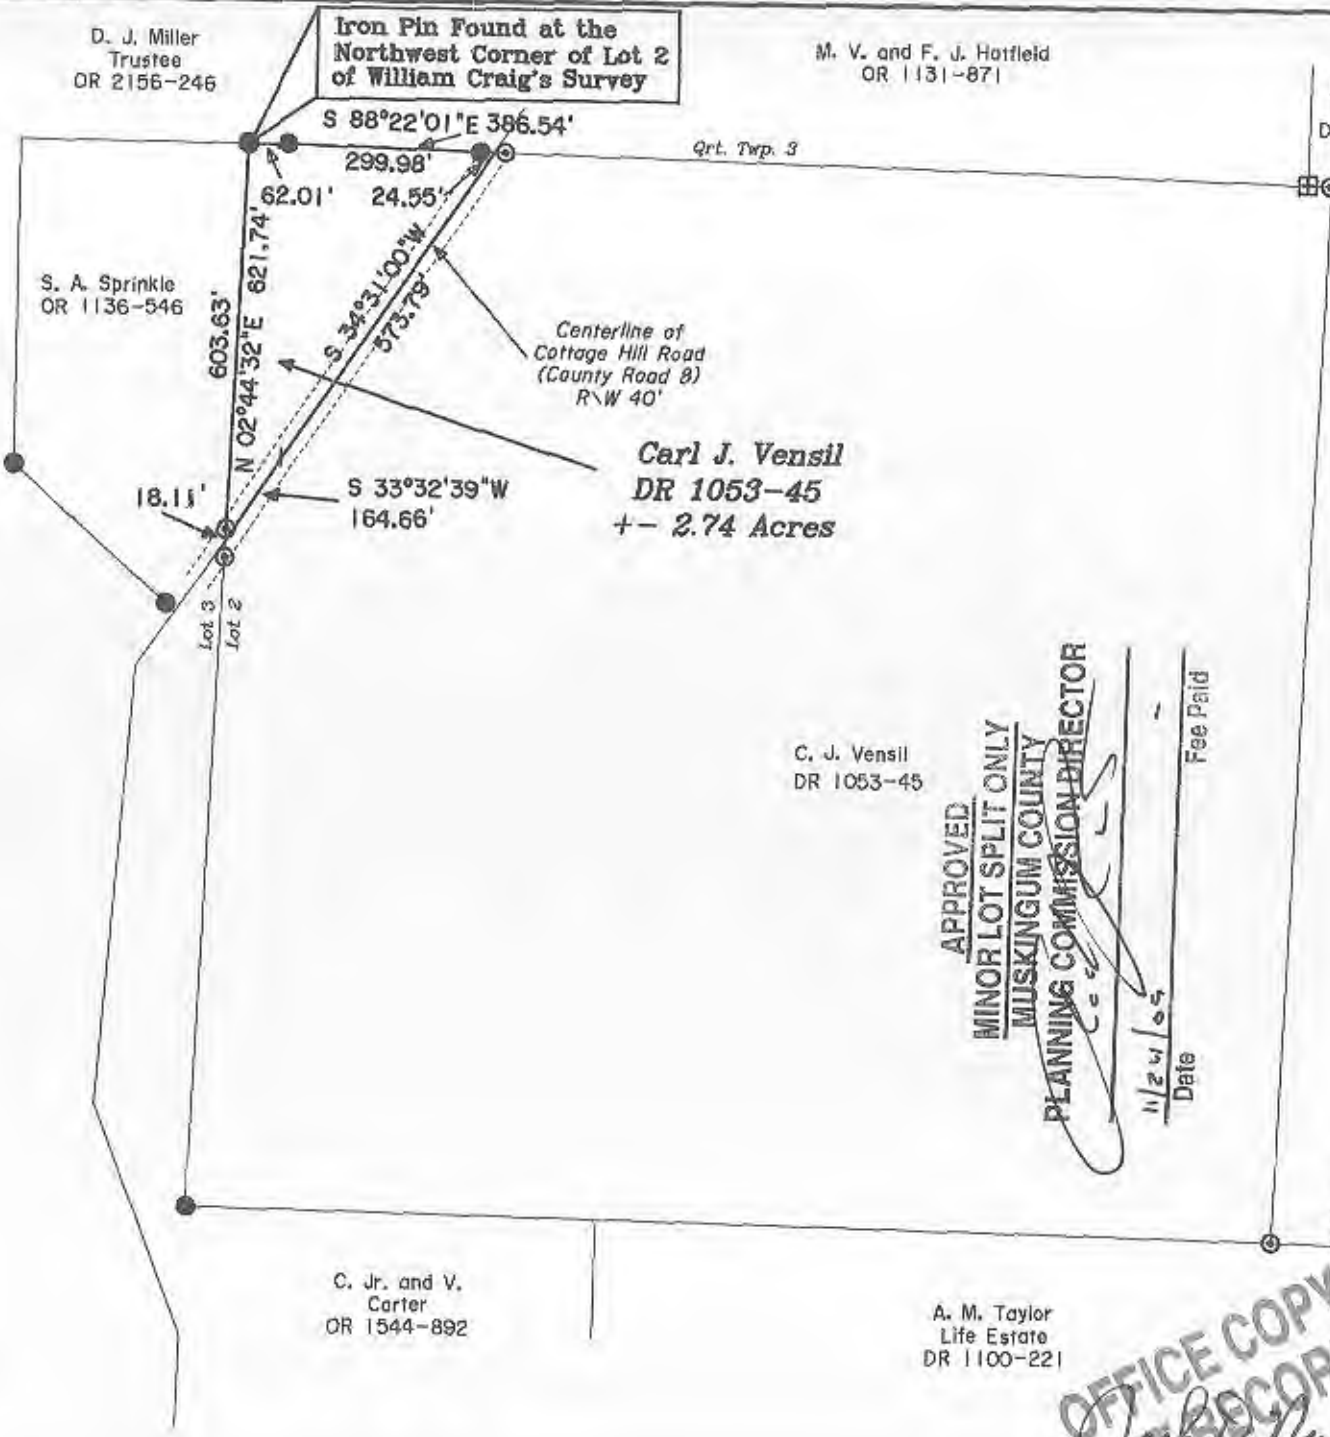 D. J. Miller
Trustee
OR 2156-246
Iron Pin Found at the
Northwest Corner of Lot 2
of William Craig's Survey
M. V. and F. J. Hatfield
OR 1131-871
D
S 88°22'01"E 386.54'
299.98'
62.01'
24.55'
Qrt. Twp. 3
S. A. Sprinkle
OR 1136-546
603.63'
N 02°44'32"E 621.74'
S 34°31'00"W
573.79'
Centerline of
Cottage Hill Road
(County Road 8)
R\W 40'
Carl J. Vensil
DR 1053-45
+- 2.74 Acres
18.11'
S 33°32'39"W
164.66'
Lot 3
Lot 2
C. J. Vensil
DR 1053-45
APPROVED
MINOR LOT SPLIT ONLY
MUSKINGUM COUNTY
PLANNING COMMISSION DIRECTOR
11/24/09
Date
Fee Paid
C. Jr. and V.
Carter
OR 1544-892
A. M. Taylor
Life Estate
DR 1100-221
OFFICE COPY